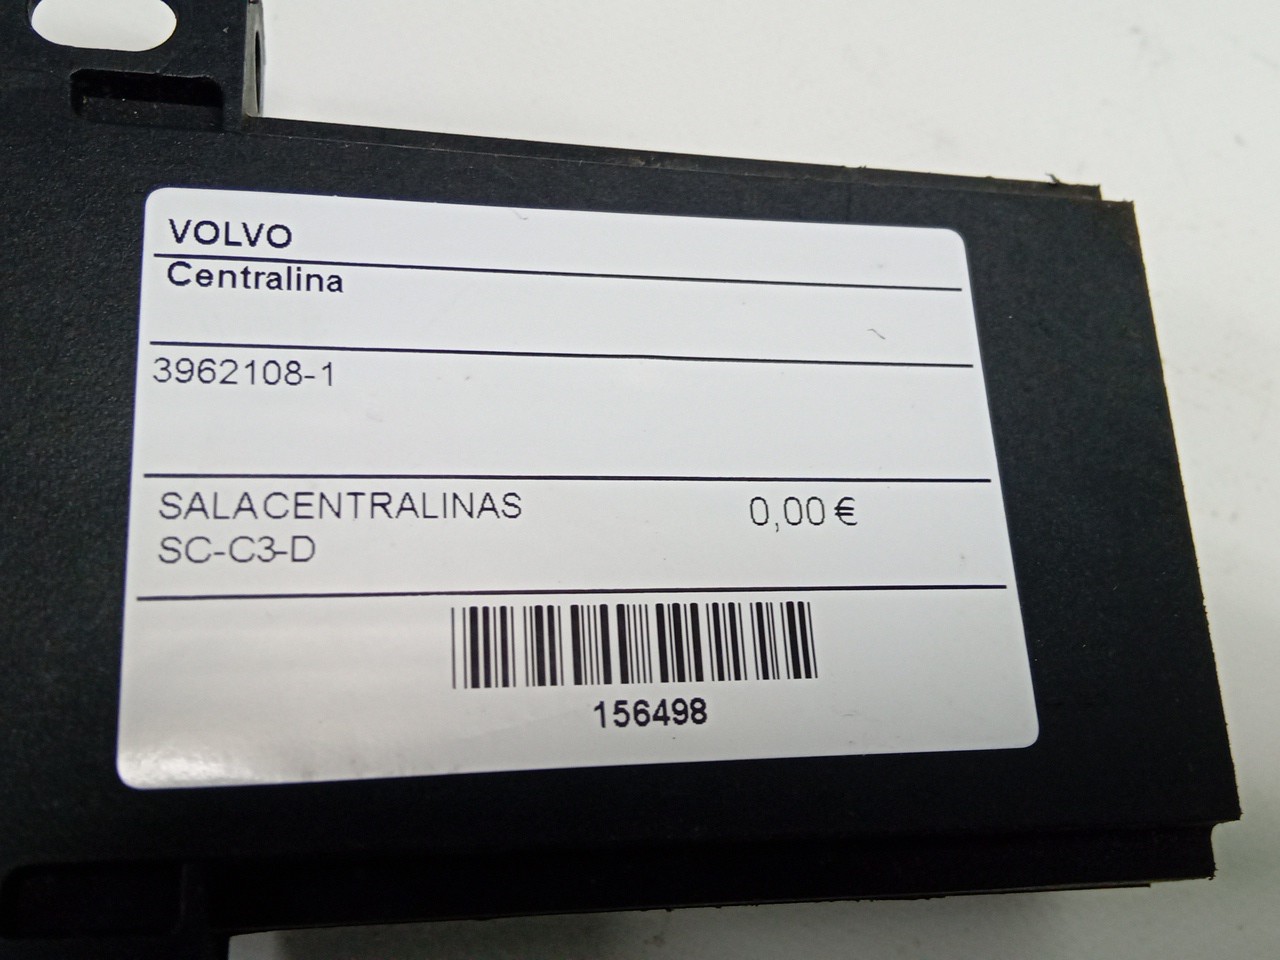 VOLVO
Centralina
3962108-1
SALACENTRALINAS 0,00 €
SC-C3-D
156498